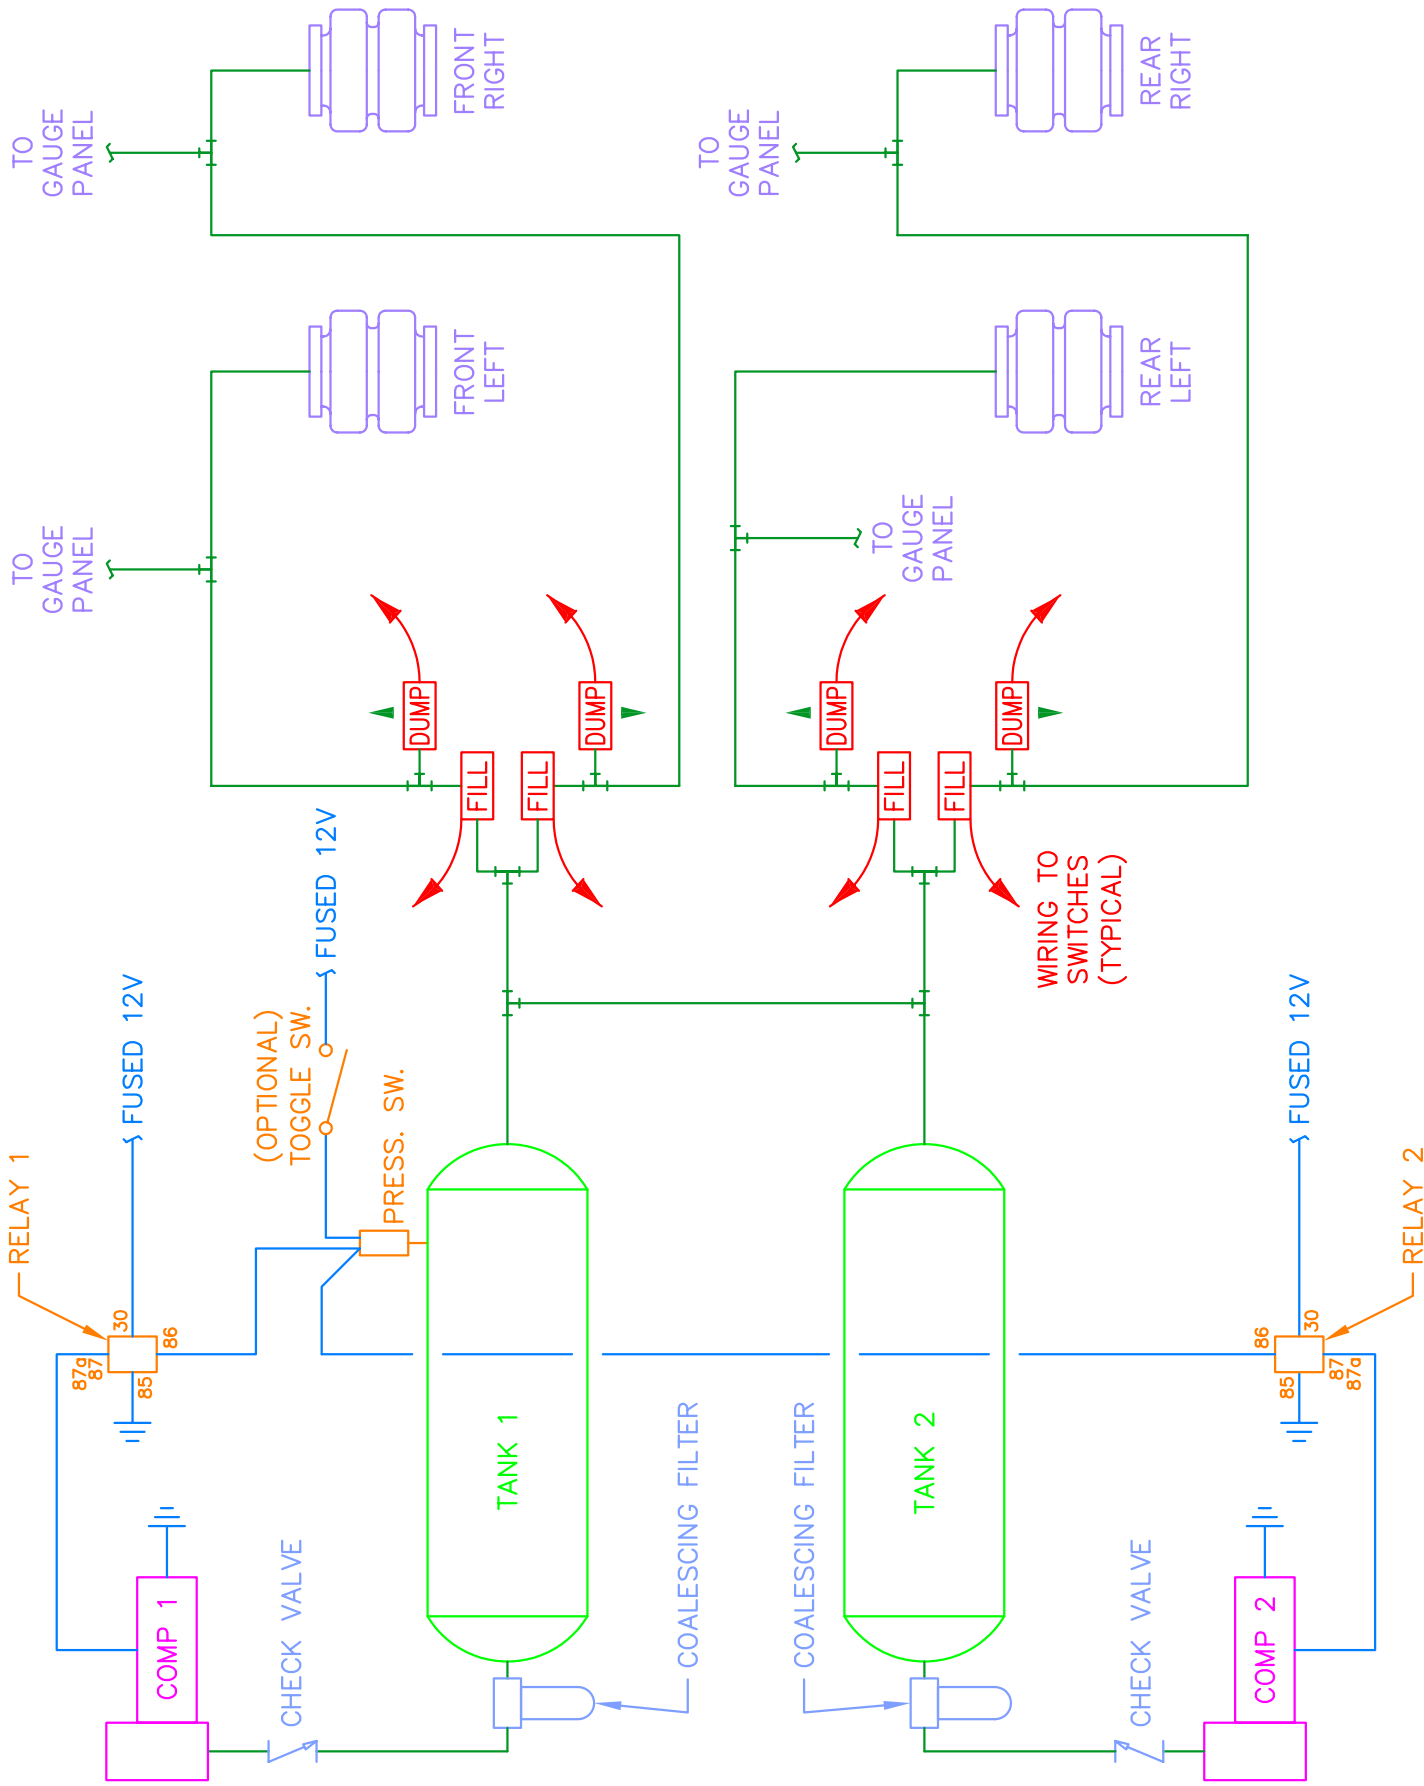 TO
GAUGE
PANEL
FRONT
RIGHT
TO
GAUGE
PANEL
REAR
RIGHT
TO
GAUGE
PANEL
FRONT
LEFT
TO
GAUGE
PANEL
REAR
LEFT
DUMP
DUMP
DUMP
DUMP
FILL
FILL
FILL
FILL
WIRING TO
SWITCHES
(TYPICAL)
FUSED 12V
FUSED 12V
FUSED 12V
(OPTIONAL)
TOGGLE SW.
PRESS. SW.
RELAY 1
30
86
87a
87
85
RELAY 2
86
30
85
87
87a
TANK 1
TANK 2
COALESCING FILTER
COALESCING FILTER
CHECK VALVE
CHECK VALVE
COMP 1
COMP 2